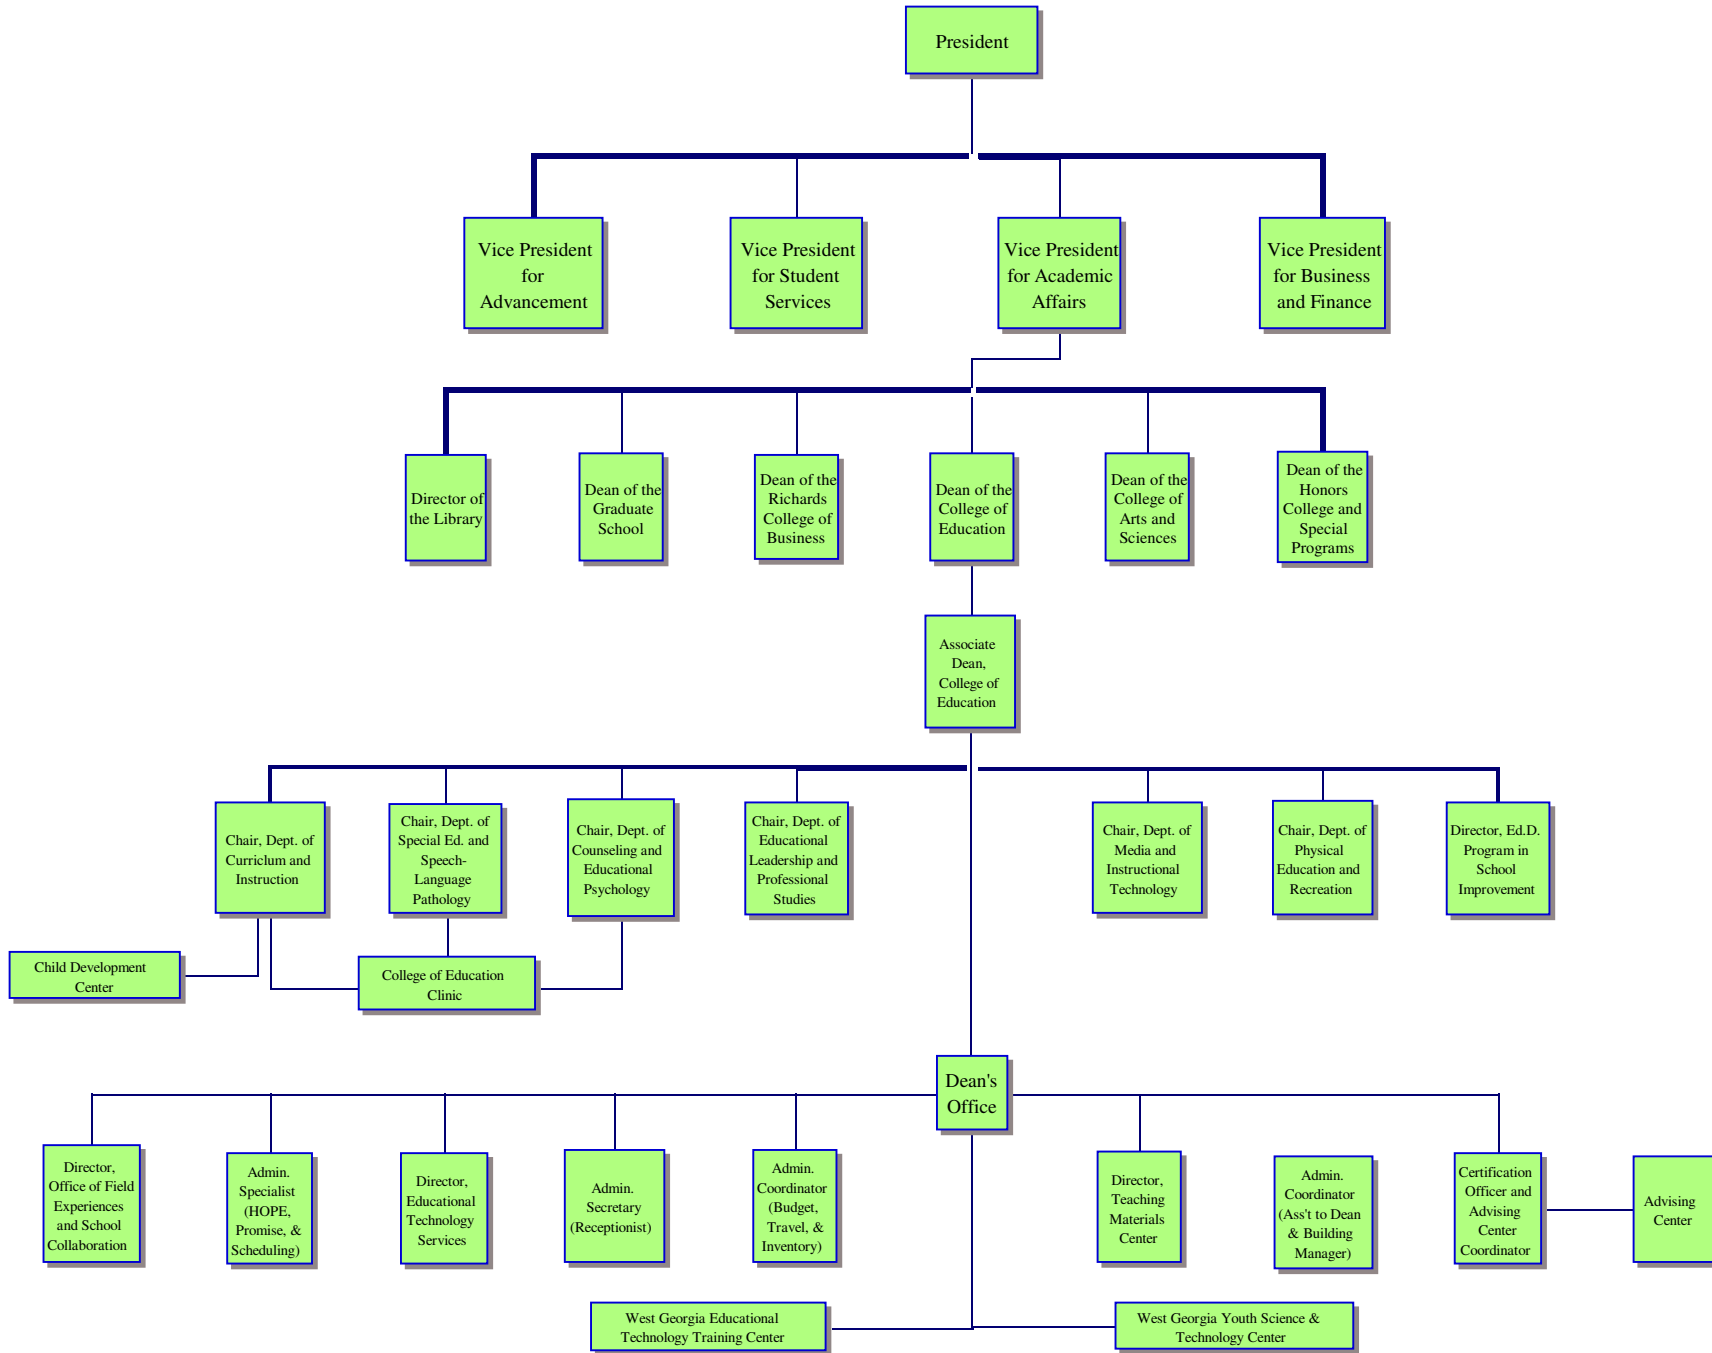 President
Vice President
for
Advancement
Vice President
for Student
Services
Vice President
for Academic
Affairs
Vice President
for Business
and Finance
Director of
the Library
Dean of the
Graduate
School
Dean of the
Richards
College of
Business
Dean of the
College of
Education
Dean of the
College of
Arts and
Sciences
Dean of the
Honors
College and
Special
Programs
Associate
Dean,
College of
Education
Chair, Dept. of
Curriclum and
Instruction
Chair, Dept. of
Special Ed. and
Speech-
Language
Pathology
Chair, Dept. of
Counseling and
Educational
Psychology
Chair, Dept. of
Educational
Leadership and
Professional
Studies
Chair, Dept. of
Media and
Instructional
Technology
Chair, Dept. of
Physical
Education and
Recreation
Director, Ed.D.
Program in
School
Improvement
Child Development
Center
College of Education
Clinic
Dean's
Office
Director,
Office of Field
Experiences
and School
Collaboration
Admin.
Specialist
(HOPE,
Promise, &
Scheduling)
Director,
Educational
Technology
Services
Admin.
Secretary
(Receptionist)
Admin.
Coordinator
(Budget,
Travel, &
Inventory)
Director,
Teaching
Materials
Center
Admin.
Coordinator
(Ass't to Dean
& Building
Manager)
Certification
Officer and
Advising
Center
Coordinator
Advising
Center
West Georgia Educational
Technology Training Center
West Georgia Youth Science &
Technology Center